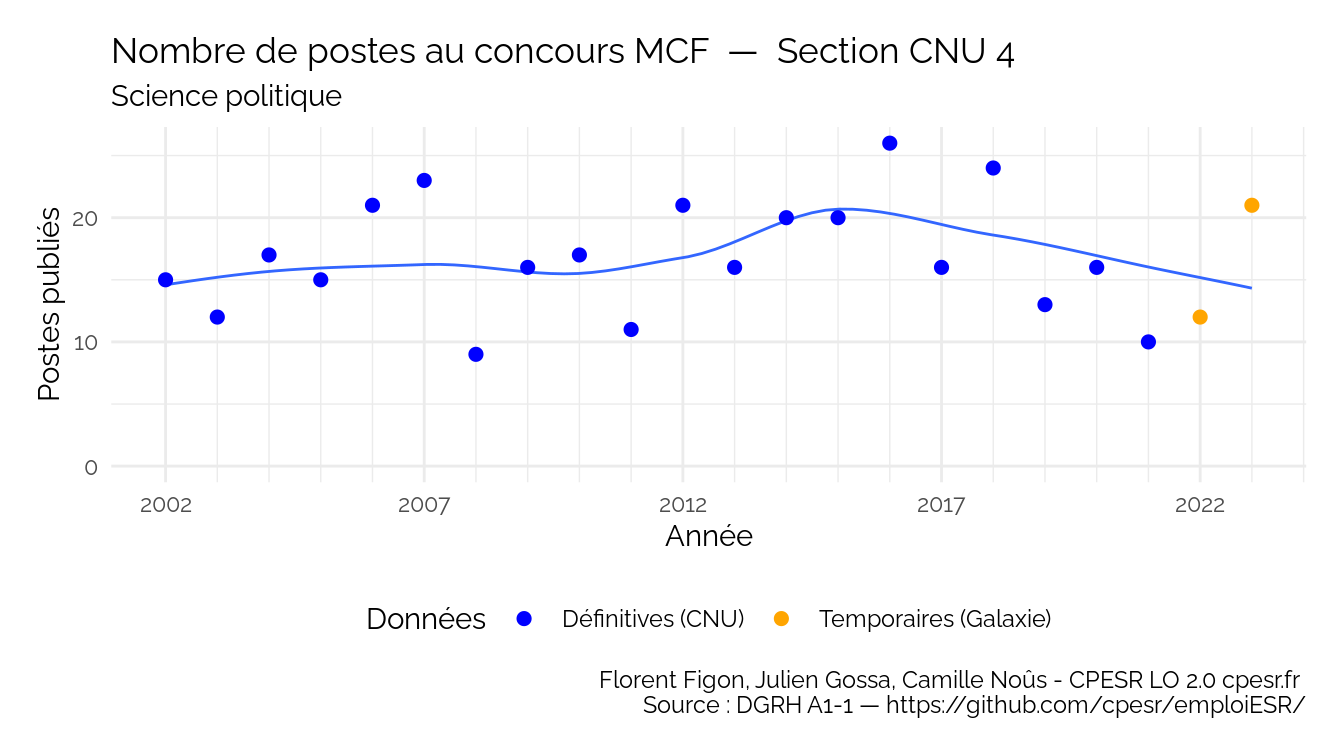 Nombre de postes au concours MCF — Section CNU 4
Science politique
Postes publiés
20
10
0
2002 2007 2012 2017 2022
Année
Données Définitives (CNU) Temporaires (Galaxie)
Florent Figon, Julien Gossa, Camille Noûs - CPESR LO 2.0 cpesr.fr
Source : DGRH A1-1 — https://github.com/cpesr/emploiESR/